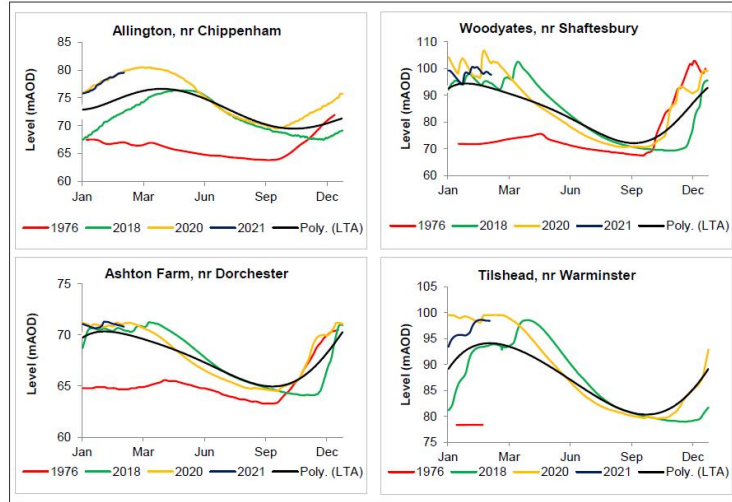 Allington, nr Chippenham
Level (mAOD)
85
80
75
70
65
60
Jan Mar Jun Sep Dec
1976 2018 2020 2021 Poly. (LTA)
Woodyates, nr Shaftesbury
Level (mAOD)
110
100
90
80
70
60
Jan Mar Jun Sep Dec
1976 2018 2020 2021 Poly. (LTA)
Ashton Farm, nr Dorchester
Level (mAOD)
75
70
65
60
Jan Mar Jun Sep Dec
1976 2018 2020 2021 Poly. (LTA)
Tilshead, nr Warminster
Level (mAOD)
105
100
95
90
85
80
75
Jan Mar Jun Sep Dec
1976 2018 2020 2021 Poly. (LTA)